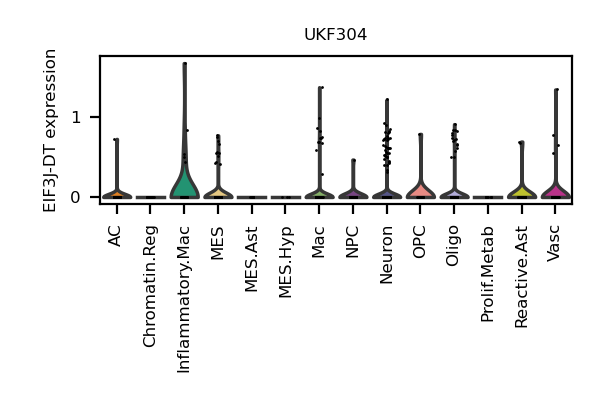 UKF304
EIF3J-DT expression
1
0
AC
Chromatin.Reg
Inflammatory.Mac
MES
MES.Ast
MES.Hyp
Mac
NPC
Neuron
OPC
Oligo
Prolif.Metab
Reactive.Ast
Vasc